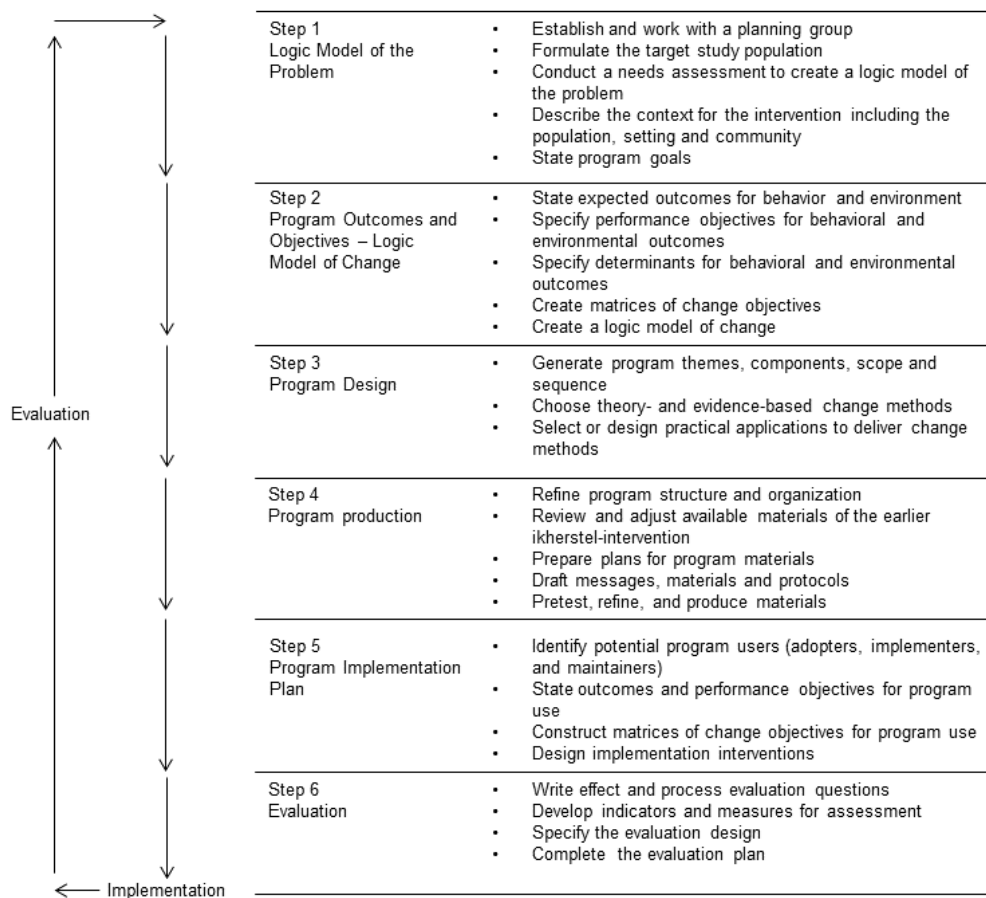 Step 1
Logic Model of the
Problem
• Establish and work with a planning group
• Formulate the target study population
• Conduct a needs assessment to create a logic model of
the problem
• Describe the context for the intervention including the
population, setting and community
• State program goals
Step 2
Program Outcomes and
Objectives – Logic
Model of Change
• State expected outcomes for behavior and environment
• Specify performance objectives for behavioral and
environmental outcomes
• Specify determinants for behavioral and environmental
outcomes
• Create matrices of change objectives
• Create a logic model of change
Step 3
Program Design
• Generate program themes, components, scope and
sequence
• Choose theory- and evidence-based change methods
• Select or design practical applications to deliver change
methods
Evaluation
Step 4
Program production
• Refine program structure and organization
• Review and adjust available materials of the earlier
ikherstel-intervention
• Prepare plans for program materials
• Draft messages, materials and protocols
• Pretest, refine, and produce materials
Step 5
Program Implementation
Plan
• Identify potential program users (adopters, implementers,
and maintainers)
• State outcomes and performance objectives for program
use
• Construct matrices of change objectives for program use
• Design implementation interventions
Step 6
Evaluation
• Write effect and process evaluation questions
• Develop indicators and measures for assessment
• Specify the evaluation design
• Complete the evaluation plan
Implementation